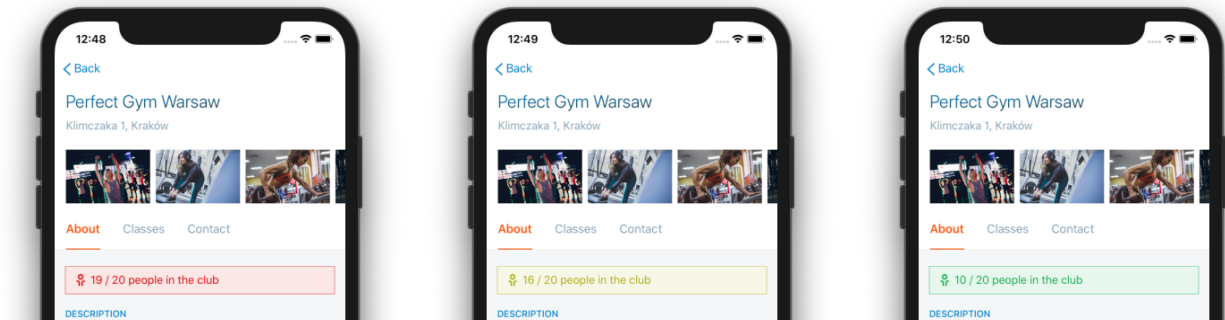 12:48
Back
Perfect Gym Warsaw
Klimczaka 1, Kraków
About Classes Contact
19 / 20 people in the club
DESCRIPTION
12:49
Back
Perfect Gym Warsaw
Klimczaka 1, Kraków
About Classes Contact
16 / 20 people in the club
DESCRIPTION
12:50
Back
Perfect Gym Warsaw
Klimczaka 1, Kraków
About Classes Contact
10 / 20 people in the club
DESCRIPTION